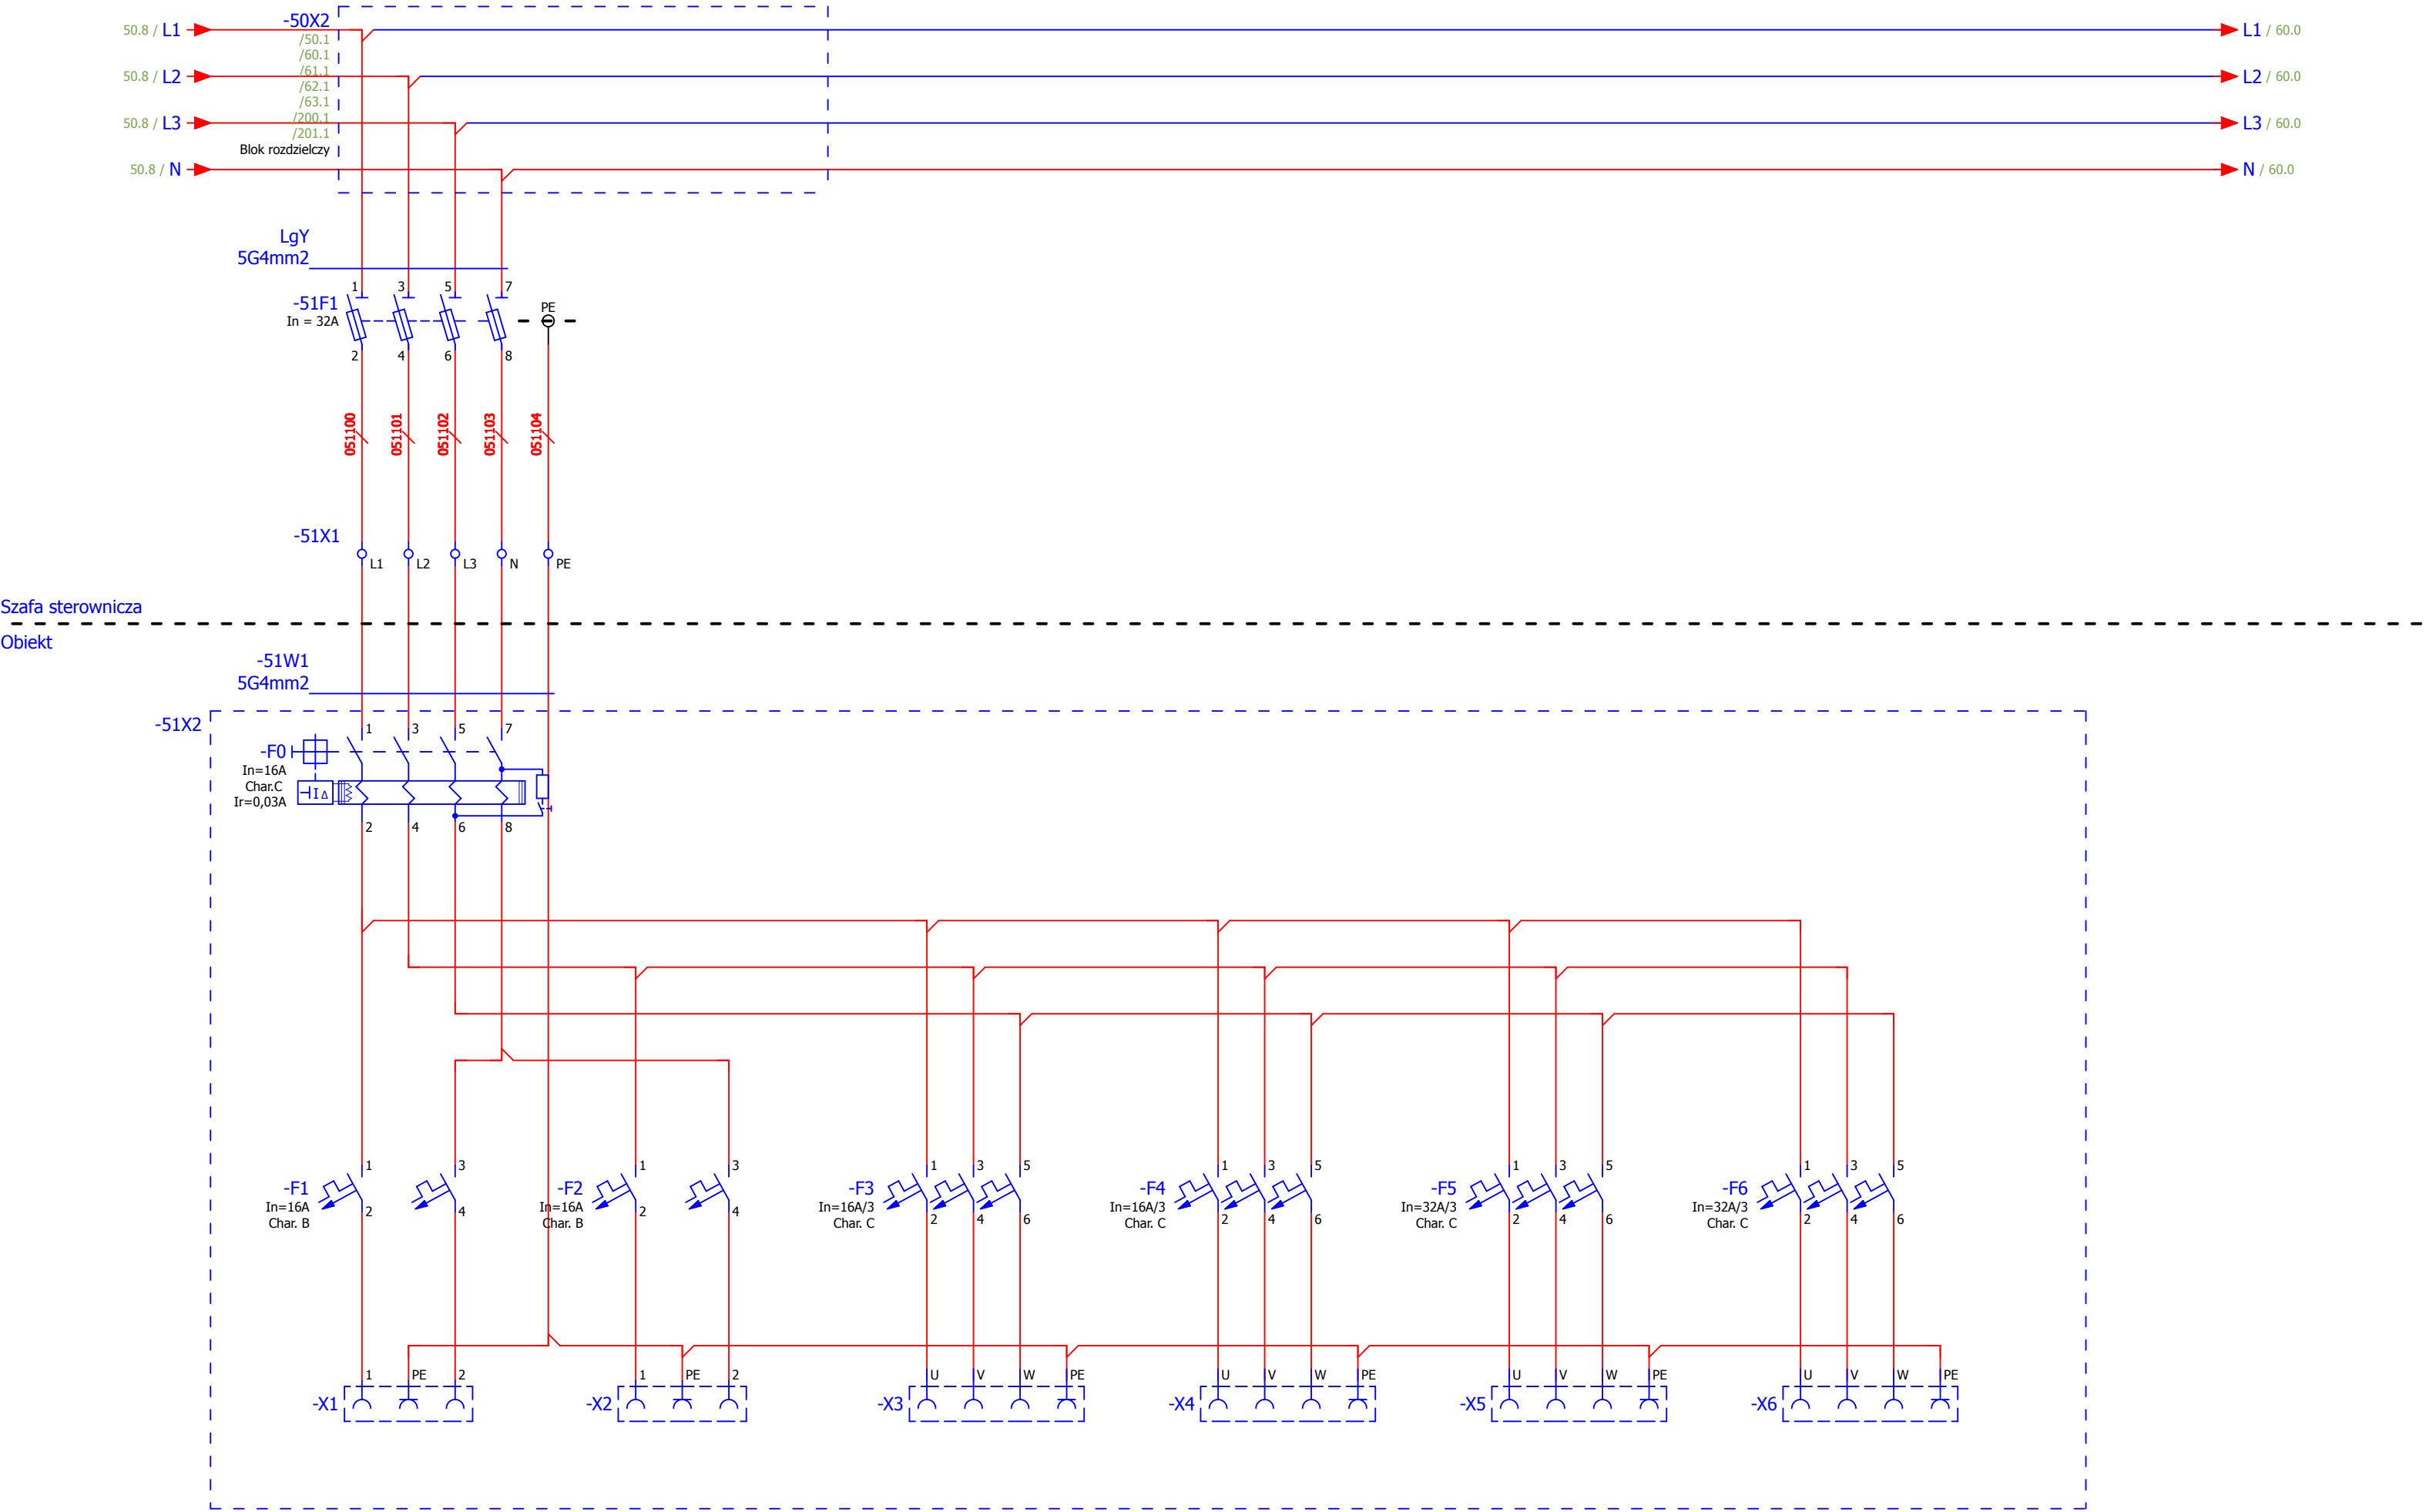 50.8 / L1
-50X2
L1 / 60.0
/50.1
/60.1
50.8 / L2
/61.1
L2 / 60.0
/62.1
/63.1
50.8 / L3
/200.1
L3 / 60.0
/201.1
Blok rozdzielczy
50.8 / N
N / 60.0
LgY
5G4mm2
1 3 5 7
-51F1
In = 32A
PE
2 4 6 8
051100 051101 051102 051103 051104
-51X1
L1 L2 L3 N PE
Szafa sterownicza
Obiekt
-51W1
5G4mm2
-51X2
1 3 5 7
-F0
In=16A
Char.C
Ir=0,03A
I Δ
2 4 6 8
1 3 1 3 1 3 5 1 3 5 1 3 5 1 3 5
-F1 -F2 -F3 -F4 -F5 -F6
In=16A In=16A In=16A/3 In=16A/3 In=32A/3 In=32A/3
Char. B Char. B Char. C Char. C Char. C Char. C
2 4 2 4 2 4 6 2 4 6 2 4 6 2 4 6
1 PE 2 1 PE 2 U V W PE U V W PE U V W PE U V W PE
-X1 -X2 -X3 -X4 -X5 -X6